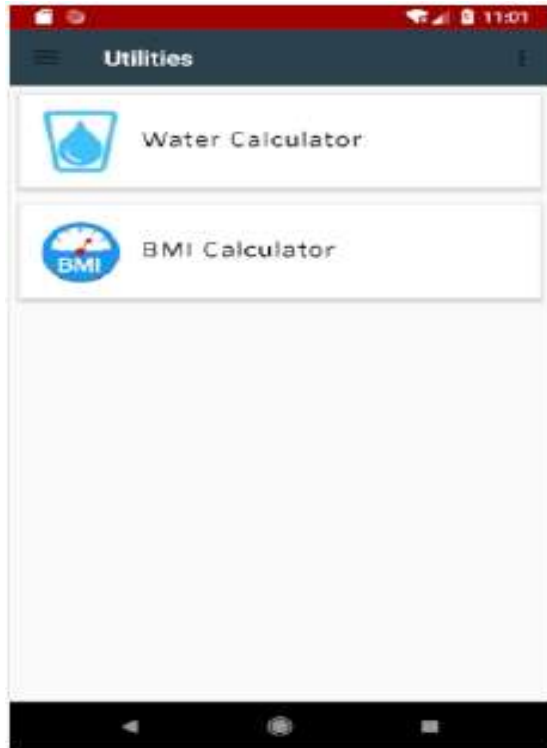 11:01
Utilities
Water Calculator
BMI
BMI Calculator